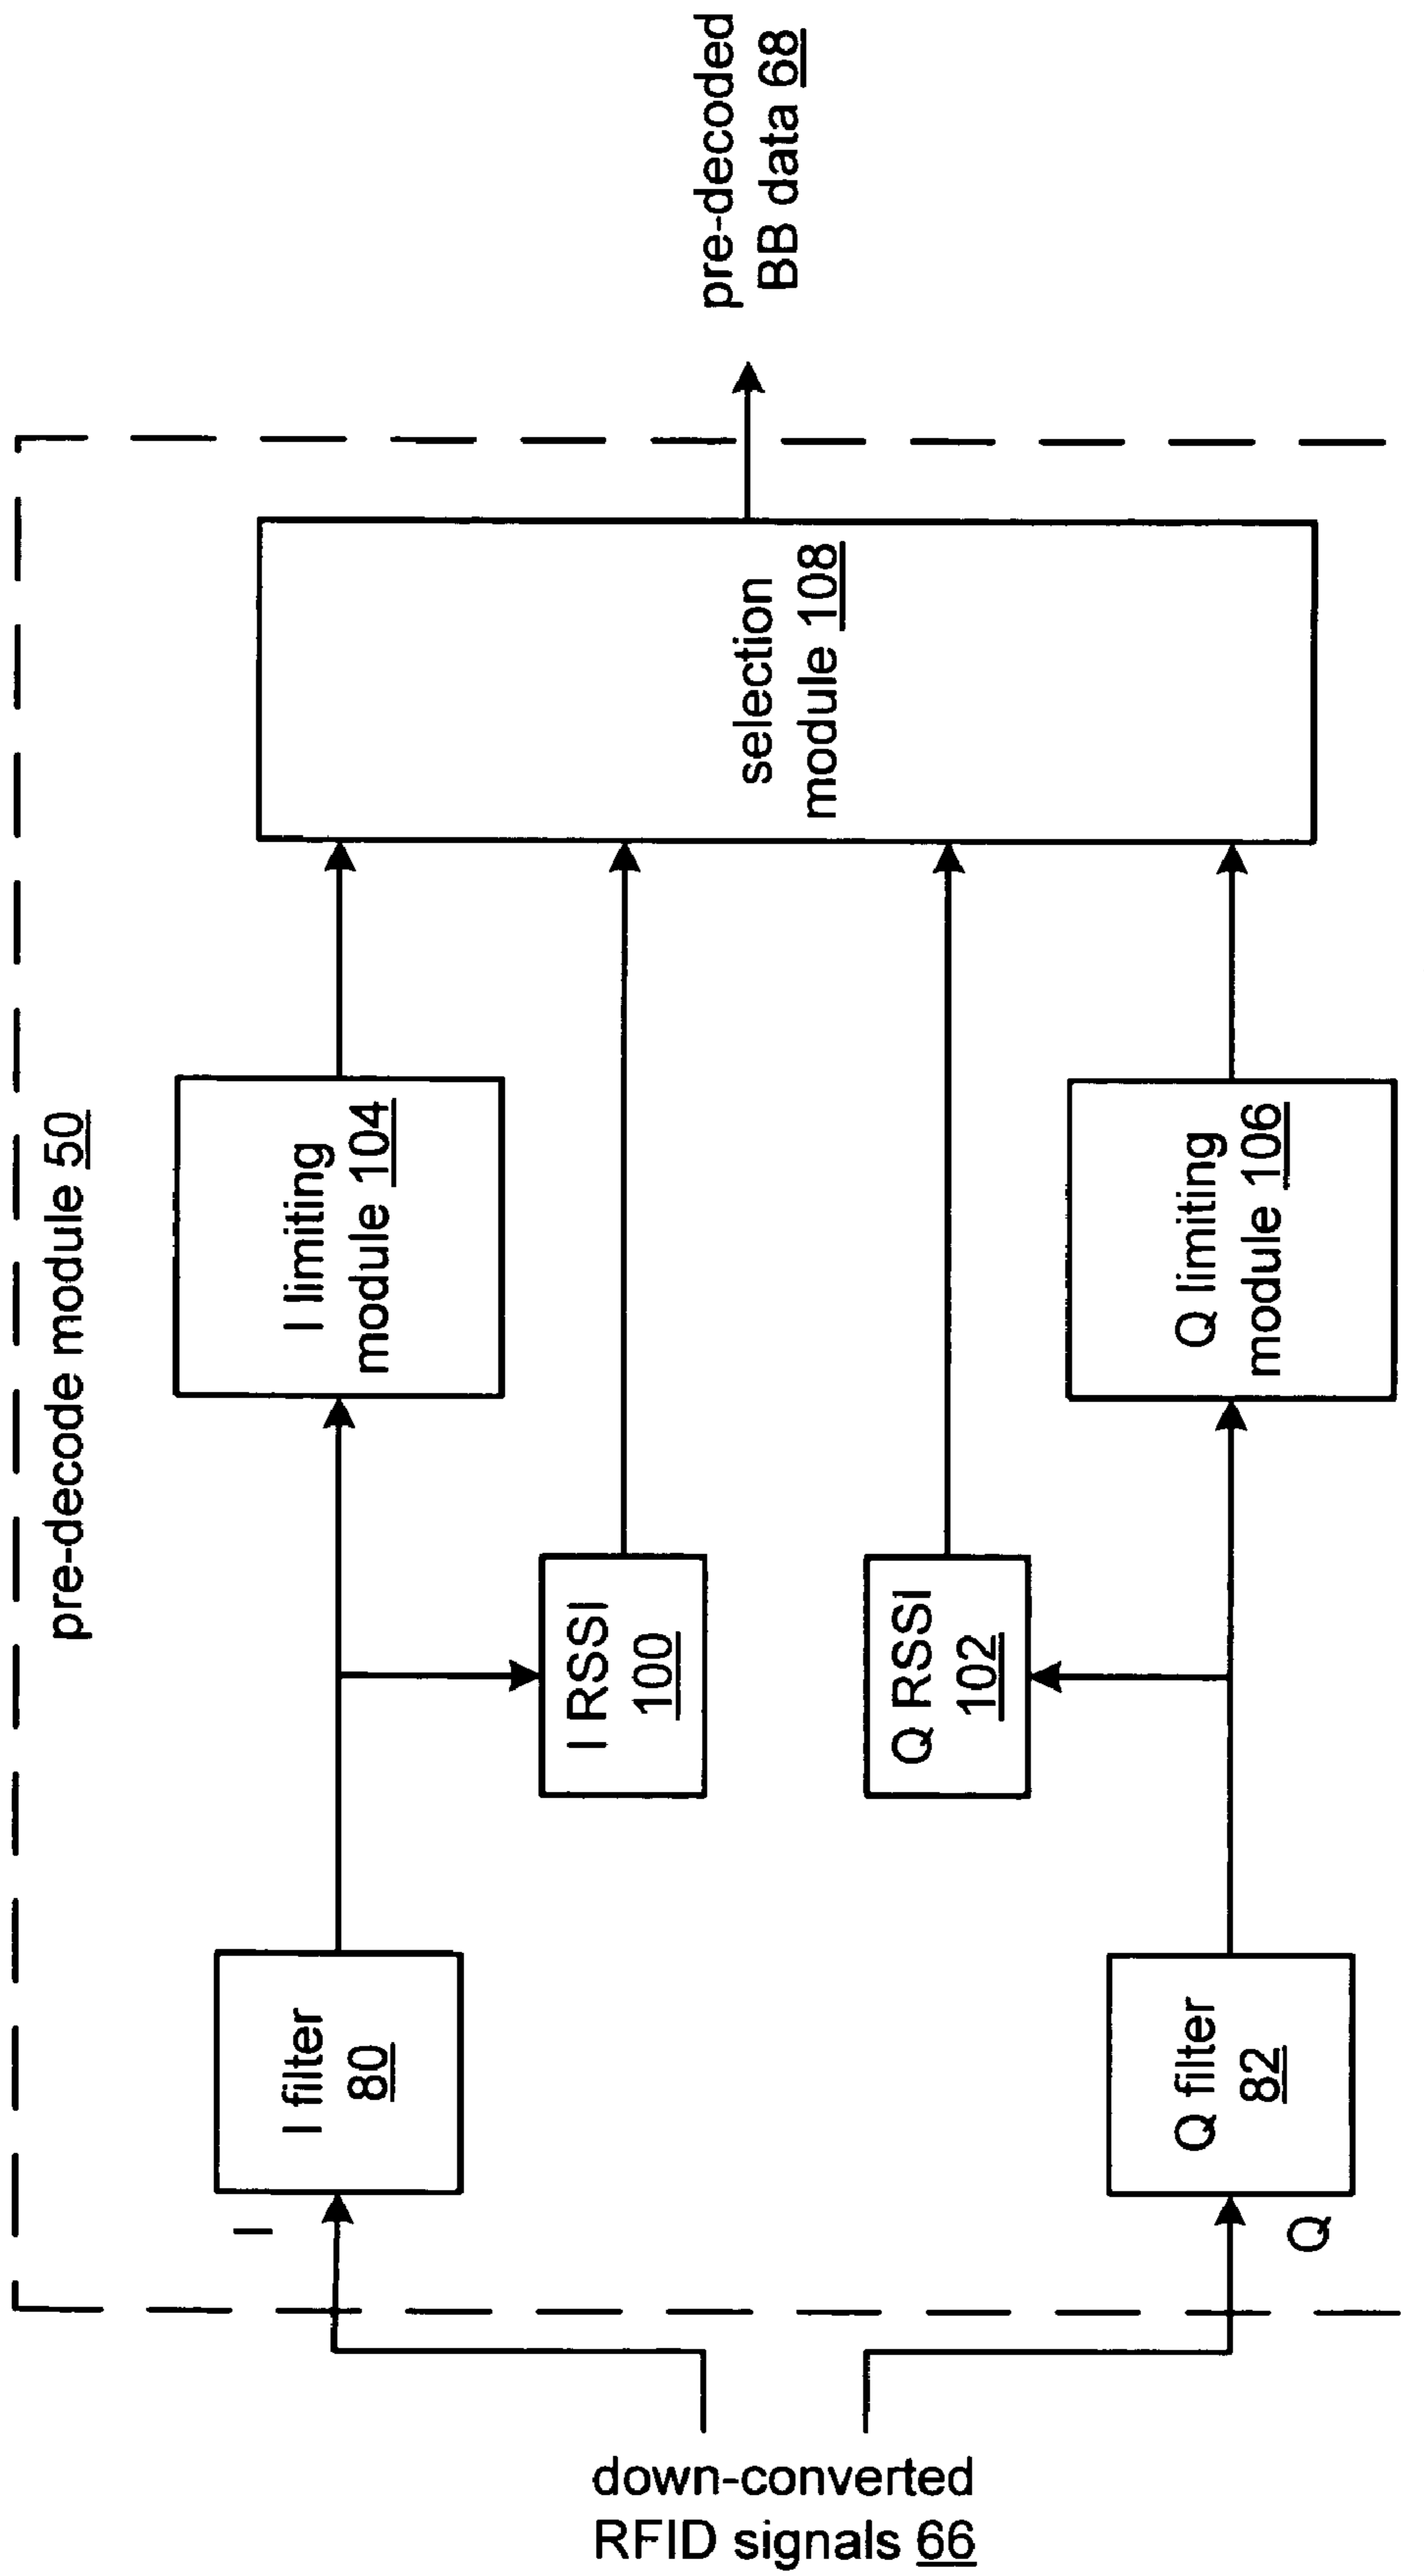 pre-decode module 50
down-converted
RFID signals 66
I
I filter
80
I RSSI
100
I limiting
module 104
Q
Q filter
82
Q RSSI
102
Q limiting
module 106
selection
module 108
pre-decoded
BB data 68